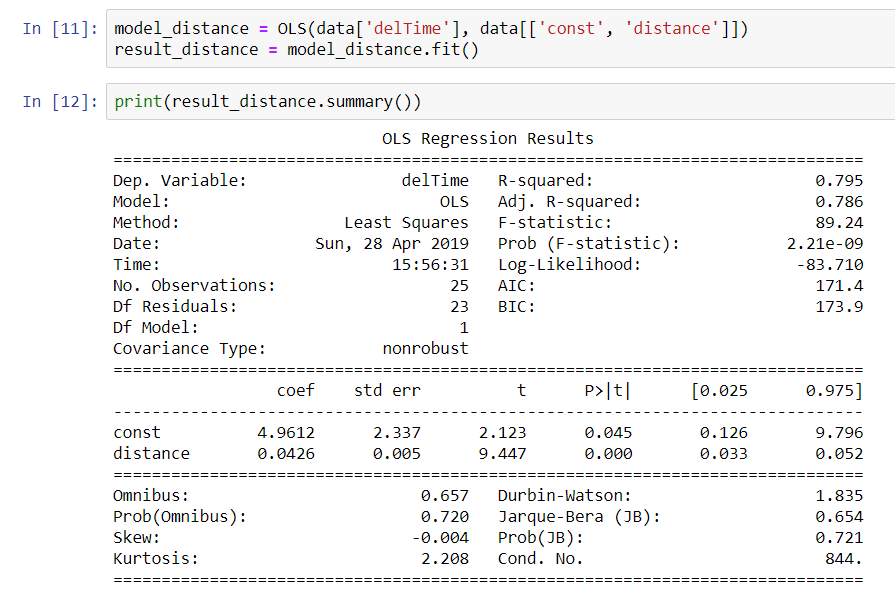 In [11]: model_distance = OLS(data['delTime'], data[['const', 'distance']])
result_distance = model_distance.fit()
In [12]: print(result_distance.summary())
OLS Regression Results
==============================================================================
Dep. Variable:                delTime   R-squared:                       0.795
Model:                            OLS   Adj. R-squared:                  0.786
Method:                 Least Squares   F-statistic:                     89.24
Date:                Sun, 28 Apr 2019   Prob (F-statistic):           2.21e-09
Time:                        15:56:31   Log-Likelihood:                -83.710
No. Observations:                  25   AIC:                             171.4
Df Residuals:                      23   BIC:                             173.9
Df Model:                           1
Covariance Type:            nonrobust
==============================================================================
                 coef    std err          t      P>|t|      [0.025      0.975]
------------------------------------------------------------------------------
const          4.9612      2.337      2.123      0.045       0.126       9.796
distance       0.0426      0.005      9.447      0.000       0.033       0.052
==============================================================================
Omnibus:                        0.657   Durbin-Watson:                   1.835
Prob(Omnibus):                  0.720   Jarque-Bera (JB):                0.654
Skew:                          -0.004   Prob(JB):                        0.721
Kurtosis:                       2.208   Cond. No.                         844.
==============================================================================